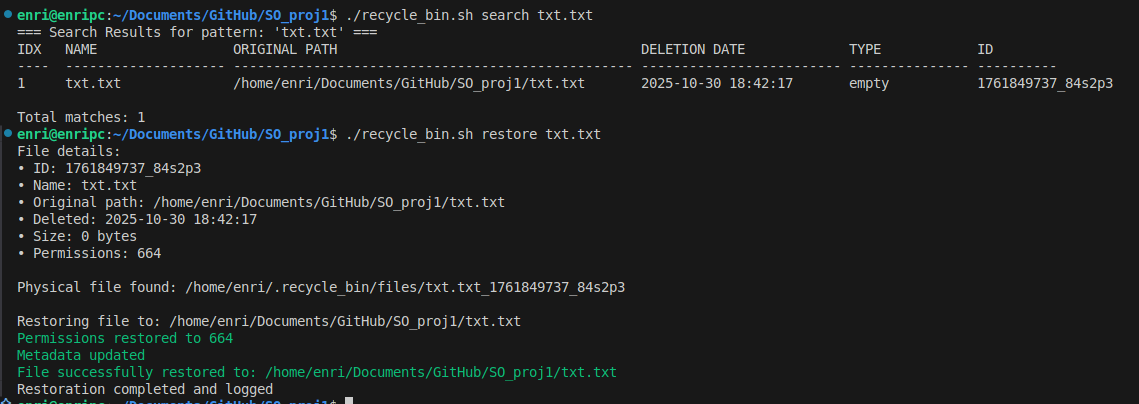 enri@enripc:~/Documents/GitHub/SO_proj1$ ./recycle_bin.sh search txt.txt
=== Search Results for pattern: 'txt.txt' ===
IDX   NAME                 ORIGINAL PATH                                      DELETION DATE             TYPE            ID
----  -------------------- -------------------------------------------------- ------------------------- --------------- ----------
1     txt.txt              /home/enri/Documents/GitHub/SO_proj1/txt.txt       2025-10-30 18:42:17       empty           1761849737_84s2p3
Total matches: 1
enri@enripc:~/Documents/GitHub/SO_proj1$ ./recycle_bin.sh restore txt.txt
File details:
• ID: 1761849737_84s2p3
• Name: txt.txt
• Original path: /home/enri/Documents/GitHub/SO_proj1/txt.txt
• Deleted: 2025-10-30 18:42:17
• Size: 0 bytes
• Permissions: 664
Physical file found: /home/enri/.recycle_bin/files/txt.txt_1761849737_84s2p3
Restoring file to: /home/enri/Documents/GitHub/SO_proj1/txt.txt
Permissions restored to 664
Metadata updated
File successfully restored to: /home/enri/Documents/GitHub/SO_proj1/txt.txt
Restoration completed and logged
enri@enripc:~/Documents/GitHub/SO_proj1$